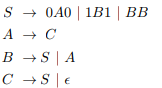 S → 0A0 | 1B1 | BB
A → C
B → S | A
C → S | ϵ